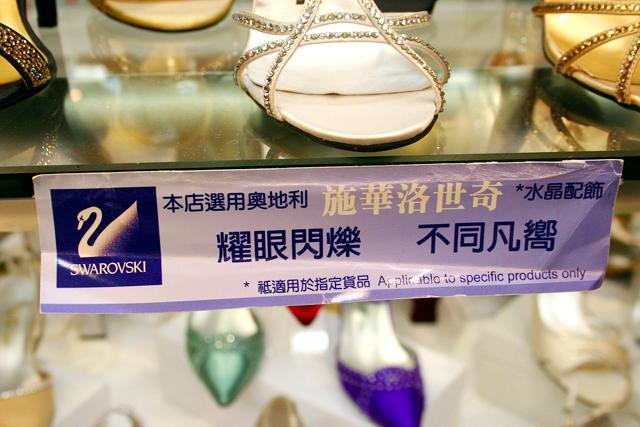 SWAROVSKI
本店選用奧地利 施華洛世奇 *水晶配飾
耀眼閃爍 不同凡嚮
* 祗適用於指定貨品 Applicable to specific products only